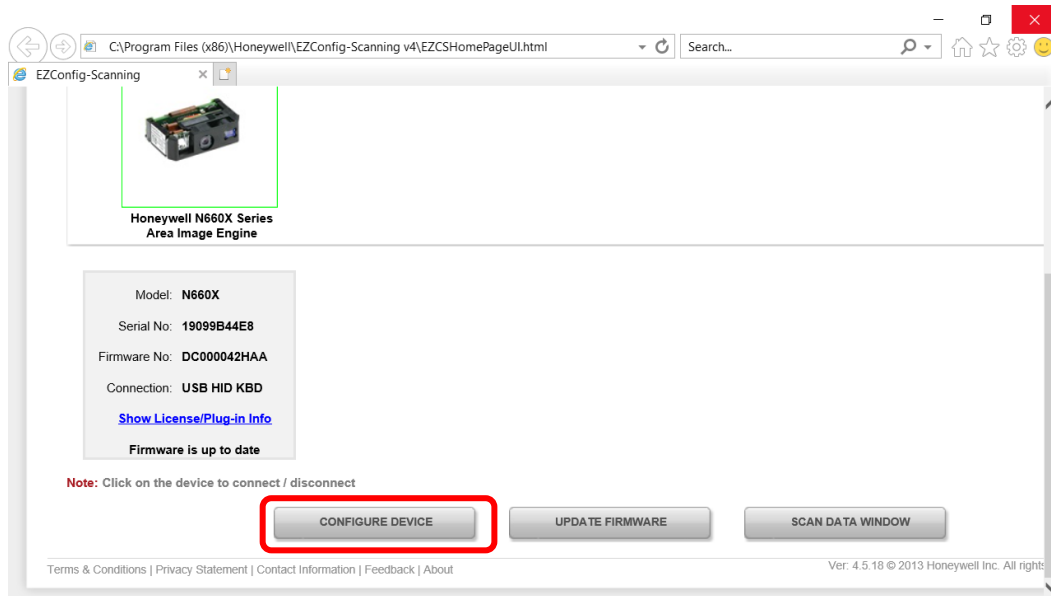 C:\Program Files (x86)\Honeywell\EZConfig-Scanning v4\EZCSHomePageUI.html
Search...
EZConfig-Scanning
Honeywell N660X Series
Area Image Engine
Model: N660X
Serial No: 19099B44E8
Firmware No: DC000042HAA
Connection: USB HID KBD
Show License/Plug-in Info
Firmware is up to date
Note: Click on the device to connect / disconnect
CONFIGURE DEVICE UPDATE FIRMWARE SCAN DATA WINDOW
Terms & Conditions | Privacy Statement | Contact Information | Feedback | About
Ver: 4.5.18 © 2013 Honeywell Inc. All rights